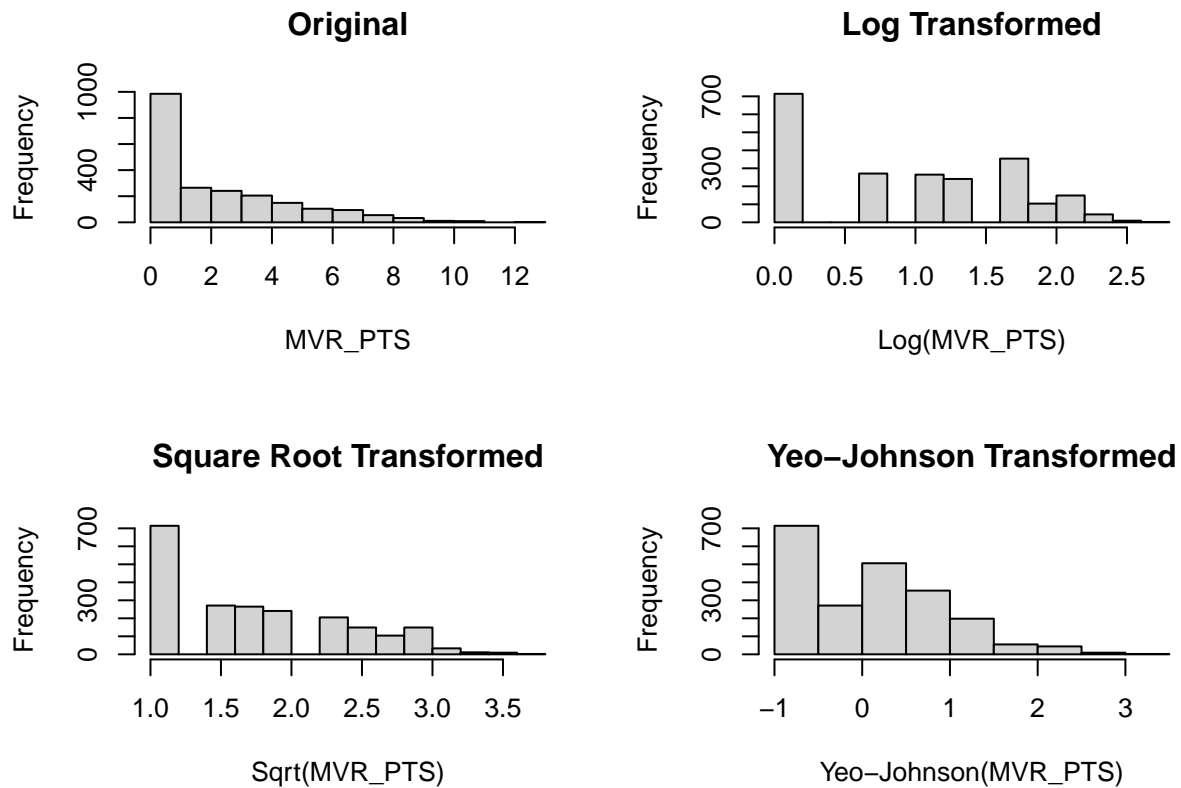 Original
Frequency
0 400 1000
0 2 4 6 8 10 12
MVR_PTS
Log Transformed
Frequency
0 300 700
0.0 0.5 1.0 1.5 2.0 2.5
Log(MVR_PTS)
Square Root Transformed
Frequency
0 300 700
1.0 1.5 2.0 2.5 3.0 3.5
Sqrt(MVR_PTS)
Yeo−Johnson Transformed
Frequency
0 300 700
−1 0 1 2 3
Yeo−Johnson(MVR_PTS)